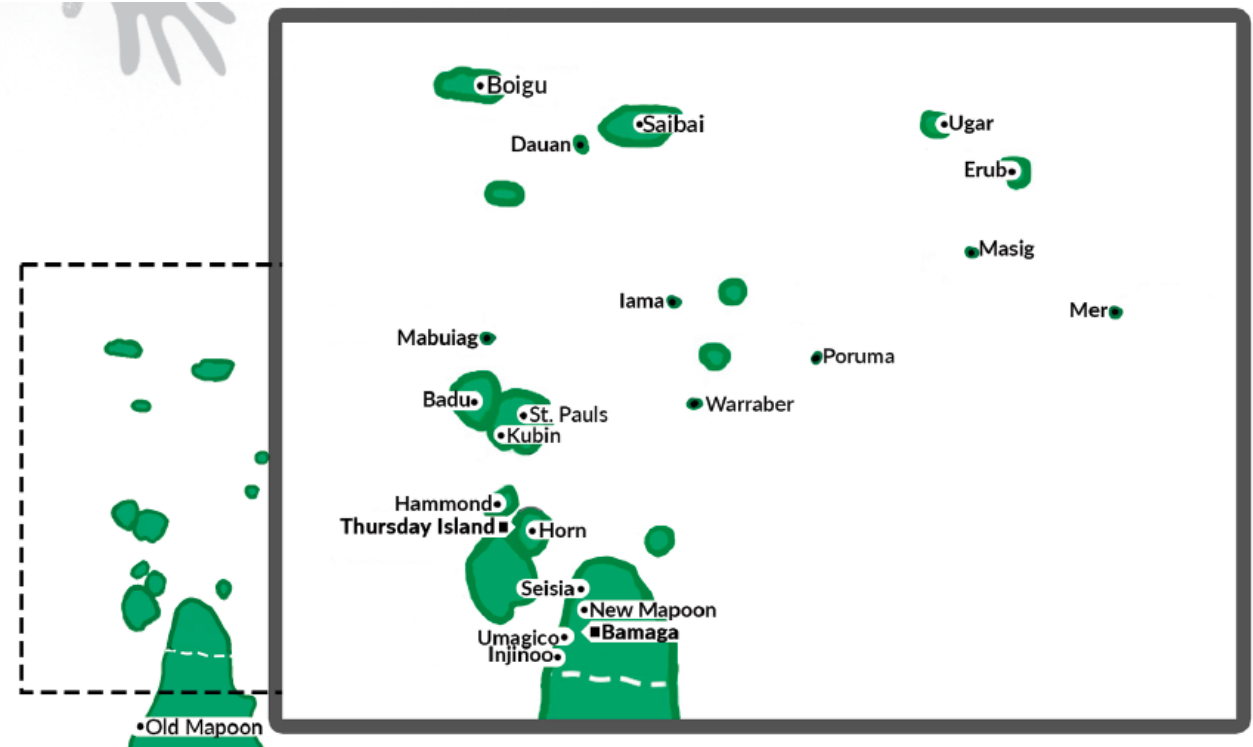 Boigu
Saibai
Ugar
Dauan
Erub
Masig
Iama
Mer
Mabuiag
Poruma
Badu
Warraber
St. Pauls
Kubin
Hammond
Thursday Island
Horn
Seisia
New Mapoon
Bamaga
Umagico
Injinoo
Old Mapoon